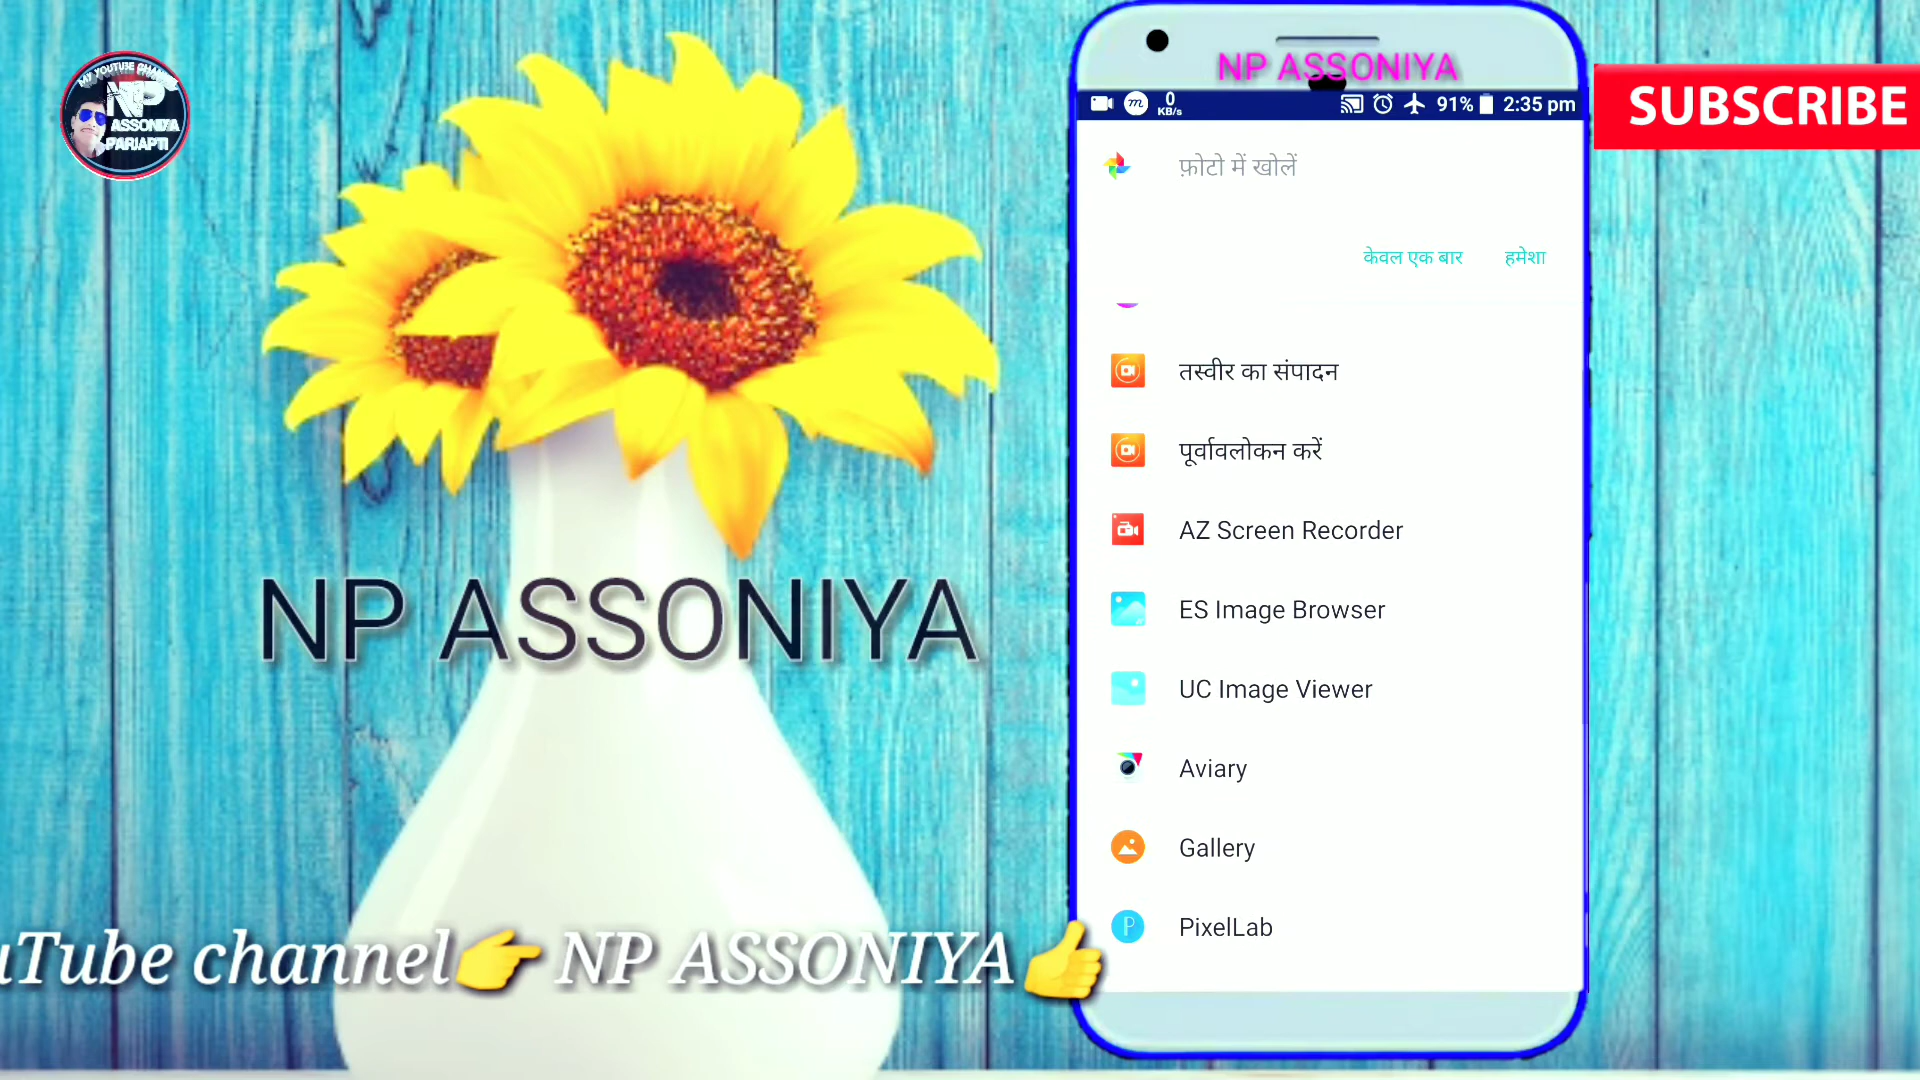 MY YOUTUBE CHANNEL
NP
ASSONIYA
PARJAPTI
NP ASSONIYA
SUBSCRIBE
0
KB/s
91%
2:35 pm
फ़ोटो में खोलें
केवल एक बार
हमेशा
तस्वीर का संपादन
पूर्वावलोकन करें
AZ Screen Recorder
ES Image Browser
UC Image Viewer
Aviary
Gallery
PixelLab
NP ASSONIYA
uTube channel👉 NP ASSONIYA👍